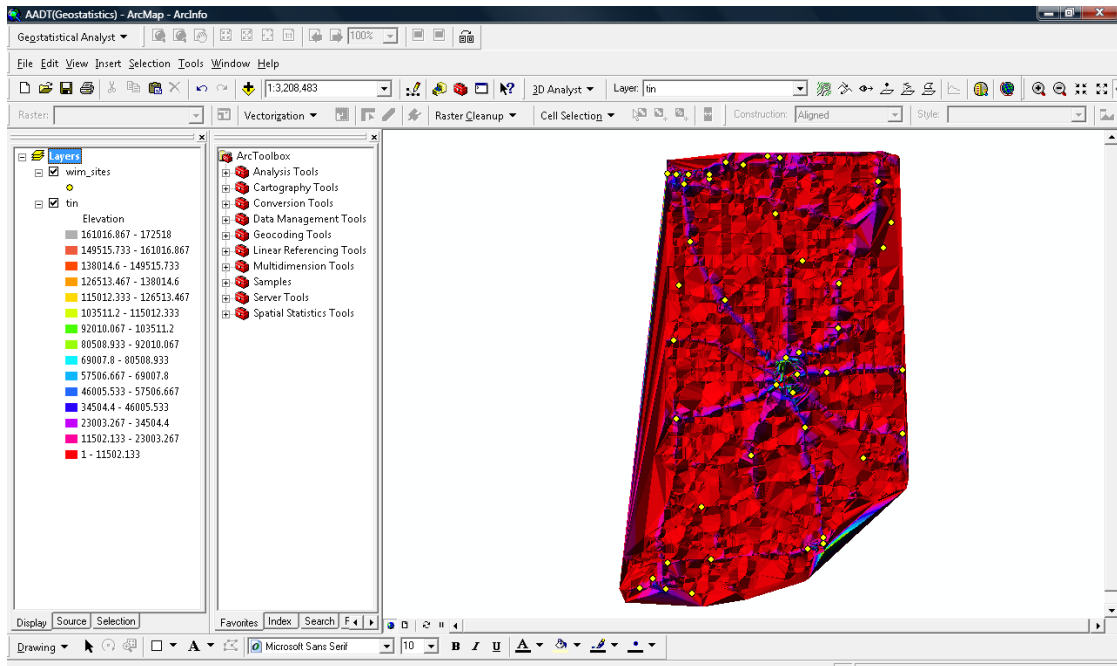 AADT(Geostatistics) - ArcMap - ArcInfo
Geostatistical Analyst
100%
File Edit View Insert Selection Tools Window Help
1:3,208,483
3D Analyst
Layer: tin
Raster:
Vectorization
Raster Cleanup
Cell Selection
Construction: Aligned
Style:
Layers
wim_sites
tin
Elevation
161016.867 - 172518
149515.733 - 161016.867
138014.6 - 149515.733
126513.467 - 138014.6
115012.333 - 126513.467
103511.2 - 115012.333
92010.067 - 103511.2
80508.933 - 92010.067
69007.8 - 80508.933
57506.667 - 69007.8
46005.533 - 57506.667
34504.4 - 46005.533
23003.267 - 34504.4
11502.133 - 23003.267
1 - 11502.133
ArcToolbox
Analysis Tools
Cartography Tools
Conversion Tools
Data Management Tools
Geocoding Tools
Linear Referencing Tools
Multidimension Tools
Samples
Server Tools
Spatial Statistics Tools
Display Source Selection
Favorites Index Search F
Drawing
A
Microsoft Sans Serif
10
B I U A